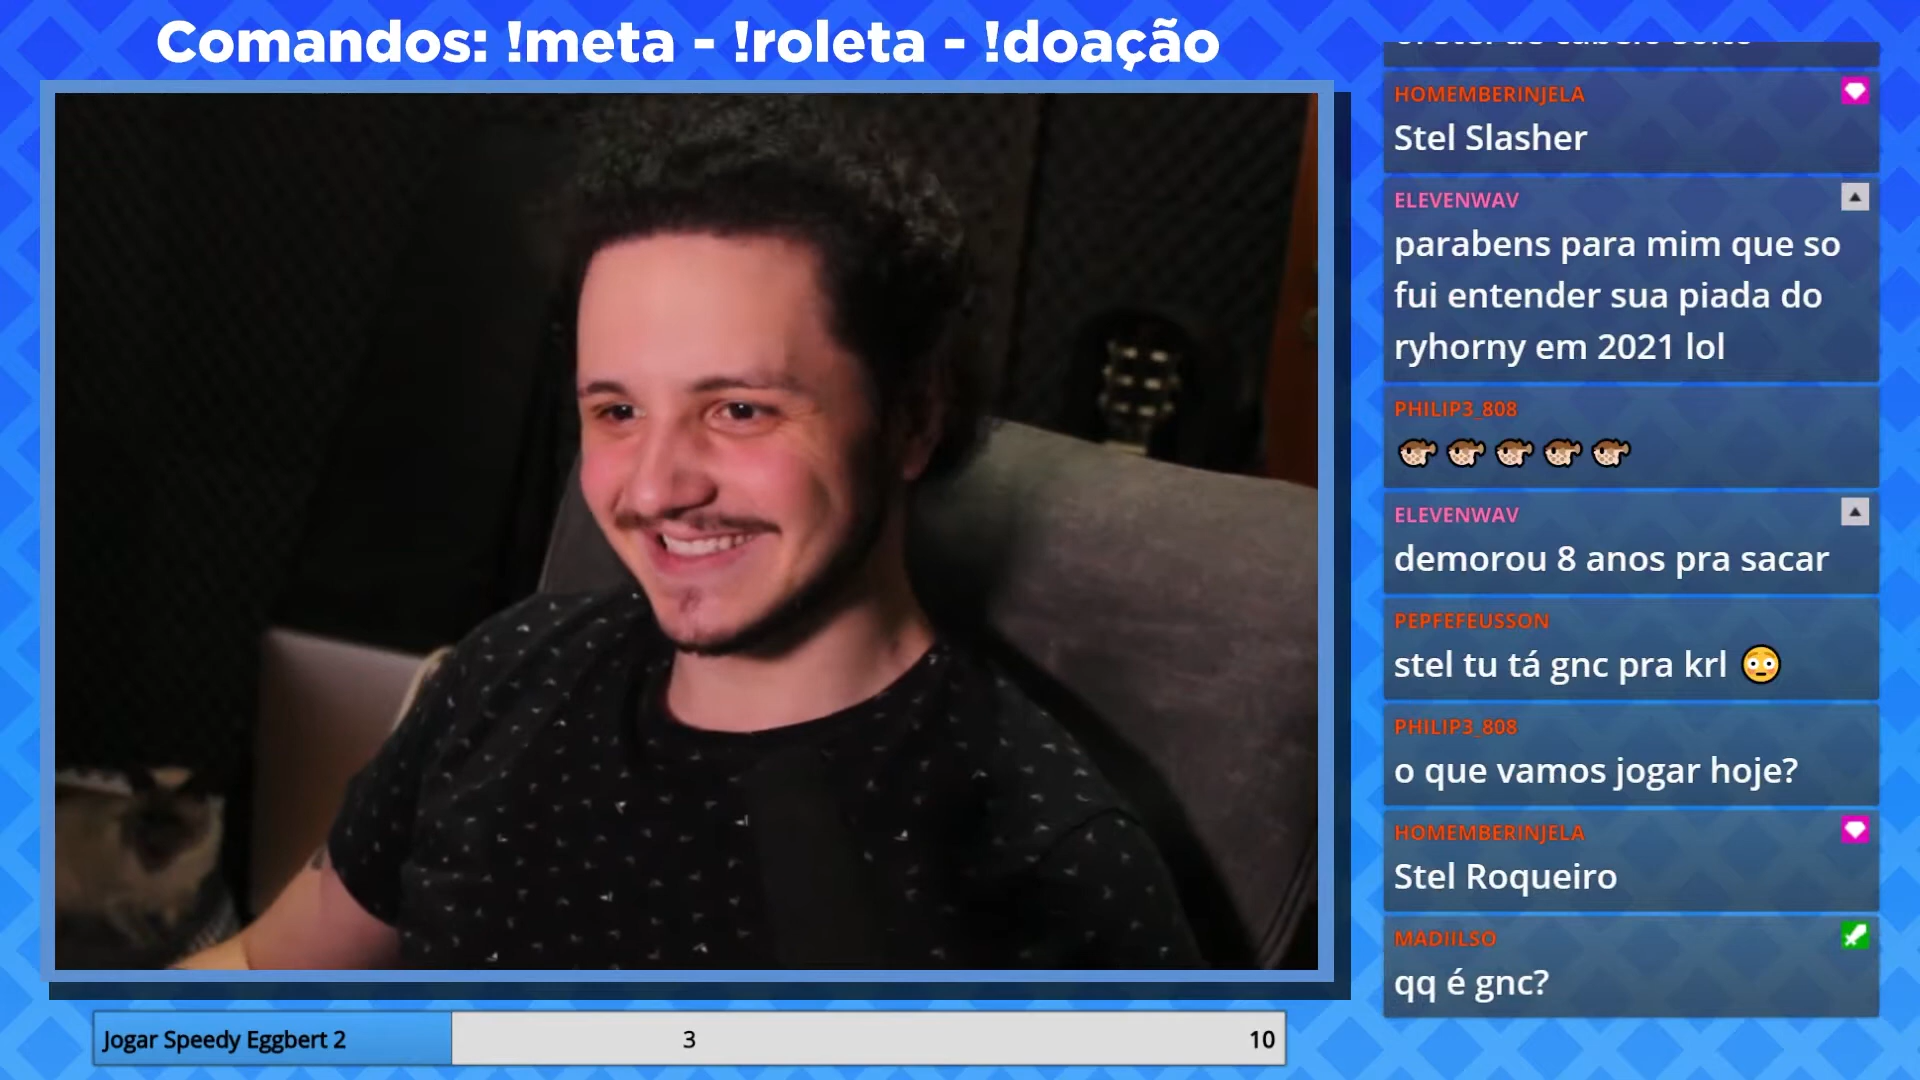 Comandos: !meta - !roleta - !doação
HOMEMBERINJELA
Stel Slasher
ELEVENWAV
parabens para mim que so
fui entender sua piada do
ryhorny em 2021 lol
PHILIP3_808
🐡🐡🐡🐡🐡
ELEVENWAV
demorou 8 anos pra sacar
PEPFEFEUSSON
stel tu tá gnc pra krl 😳
PHILIP3_808
o que vamos jogar hoje?
HOMEMBERINJELA
Stel Roqueiro
MADIILSO
qq é gnc?
Jogar Speedy Eggbert 2 3 10